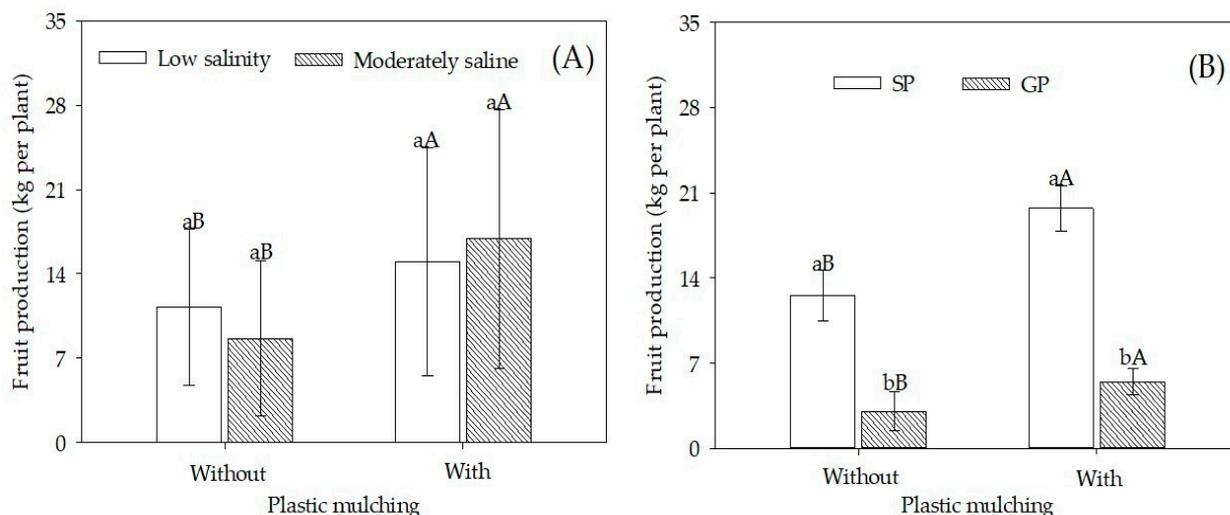 Fruit production (kg per plant)
35
28
21
14
7
0
Low salinity
Moderately saline
(A)
aB
aB
aA
aA
Without
With
Plastic mulching
Fruit production (kg per plant)
35
28
21
14
7
0
SP
GP
(B)
aB
bB
aA
bA
Without
With
Plastic mulching